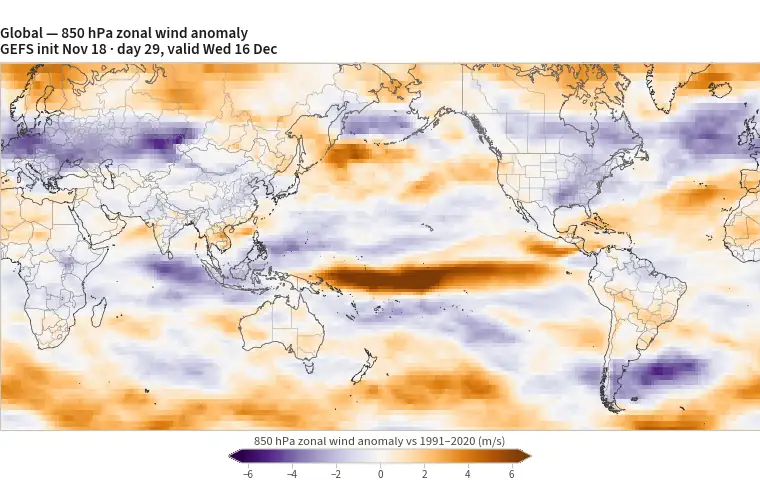 Global — 850 hPa zonal wind anomaly
GEFS init Nov 18 · day 29, valid Wed 16 Dec
850 hPa zonal wind anomaly vs 1991–2020 (m/s)
−6 −4 −2 0 2 4 6